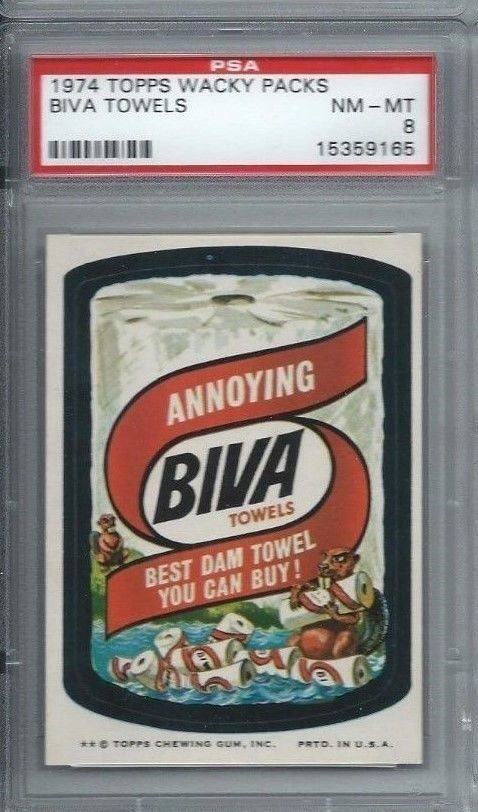 PSA
1974 TOPPS WACKY PACKS
BIVA TOWELS NM - MT
8
15359165
ANNOYING
BIVA
TOWELS
BEST DAM TOWEL
YOU CAN BUY!
** © TOPPS CHEWING GUM, INC. PRTD. IN U.S.A.